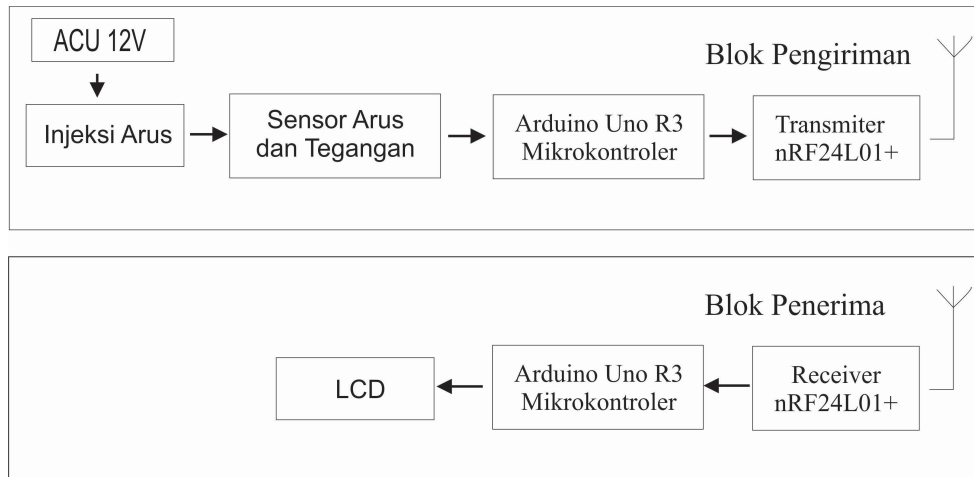 ACU 12V
Blok Pengiriman
Injeksi Arus
Sensor Arus
dan Tegangan
Arduino Uno R3
Mikrokontroler
Transmiter
nRF24L01+
Blok Penerima
LCD
Arduino Uno R3
Mikrokontroler
Receiver
nRF24L01+